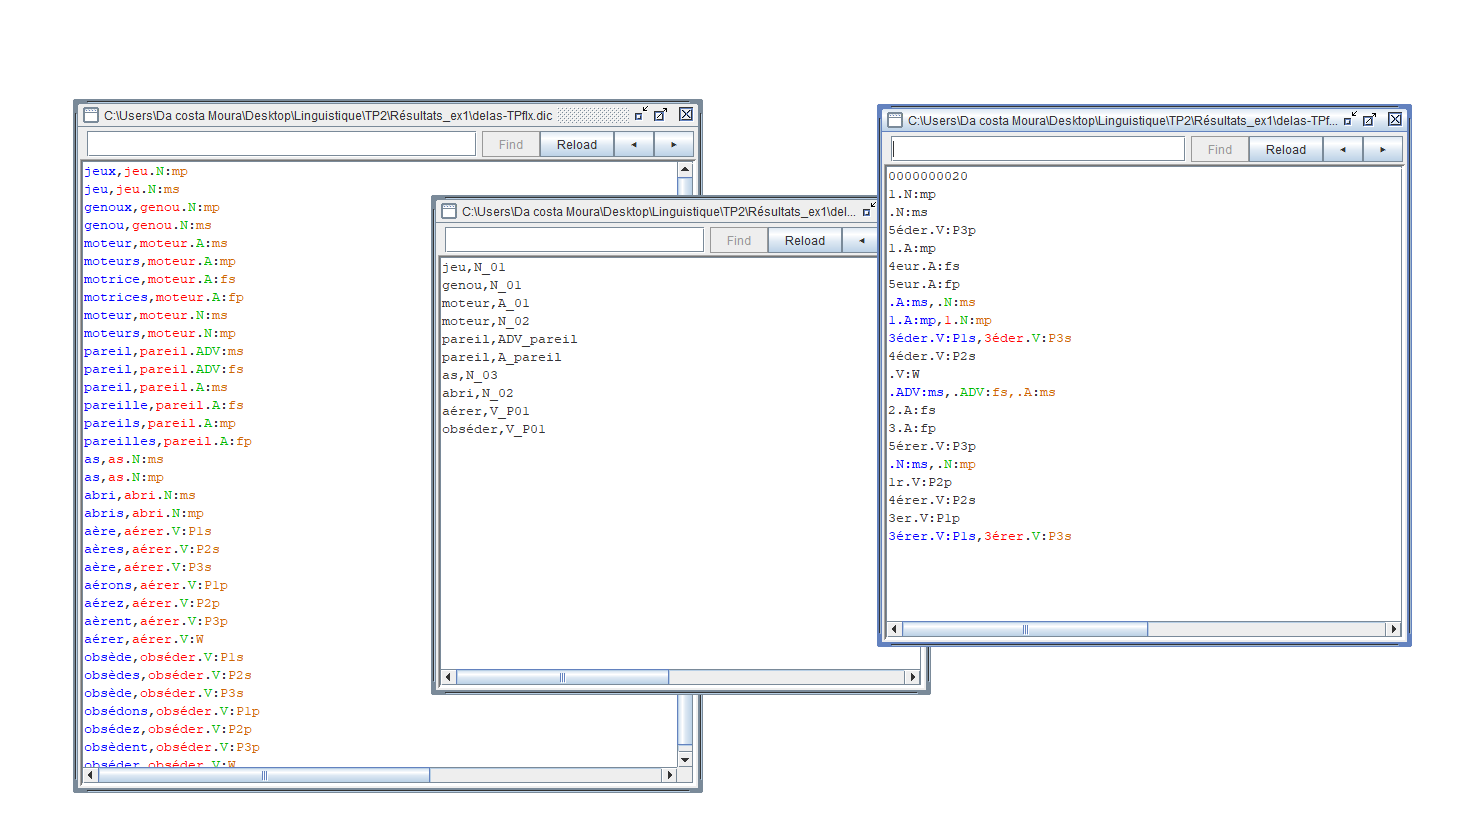 C:\Users\Da costa Moura\Desktop\Linguistique\TP2\Résultats_ex1\delas-TPflx.dic
Find Reload
jeux,jeu.N:mp
jeu,jeu.N:ms
genoux,genou.N:mp
genou,genou.N:ms
moteur,moteur.A:ms
moteurs,moteur.A:mp
motrice,moteur.A:fs
motrices,moteur.A:fp
moteur,moteur.N:ms
moteurs,moteur.N:mp
pareil,pareil.ADV:ms
pareil,pareil.ADV:fs
pareil,pareil.A:ms
pareille,pareil.A:fs
pareils,pareil.A:mp
pareilles,pareil.A:fp
as,as.N:ms
as,as.N:mp
abri,abri.N:ms
abris,abri.N:mp
aère,aérer.V:P1s
aères,aérer.V:P2s
aère,aérer.V:P3s
aérons,aérer.V:P1p
aérez,aérer.V:P2p
aèrent,aérer.V:P3p
aérer,aérer.V:W
obsède,obséder.V:P1s
obsèdes,obséder.V:P2s
obsède,obséder.V:P3s
obsédons,obséder.V:P1p
obsédez,obséder.V:P2p
obsèdent,obséder.V:P3p
obséder,obséder.V:W
C:\Users\Da costa Moura\Desktop\Linguistique\TP2\Résultats_ex1\del...
Find Reload
jeu,N_01
genou,N_01
moteur,A_01
moteur,N_02
pareil,ADV_pareil
pareil,A_pareil
as,N_03
abri,N_02
aérer,V_P01
obséder,V_P01
C:\Users\Da costa Moura\Desktop\Linguistique\TP2\Résultats_ex1\delas-TPf...
Find Reload
0000000020
1.N:mp
.N:ms
5éder.V:P3p
1.A:mp
4eur.A:fs
5eur.A:fp
.A:ms,.N:ms
1.A:mp,1.N:mp
3éder.V:P1s,3éder.V:P3s
4éder.V:P2s
.V:W
.ADV:ms,.ADV:fs,.A:ms
2.A:fs
3.A:fp
5érer.V:P3p
.N:ms,.N:mp
1r.V:P2p
4érer.V:P2s
3er.V:P1p
3érer.V:P1s,3érer.V:P3s